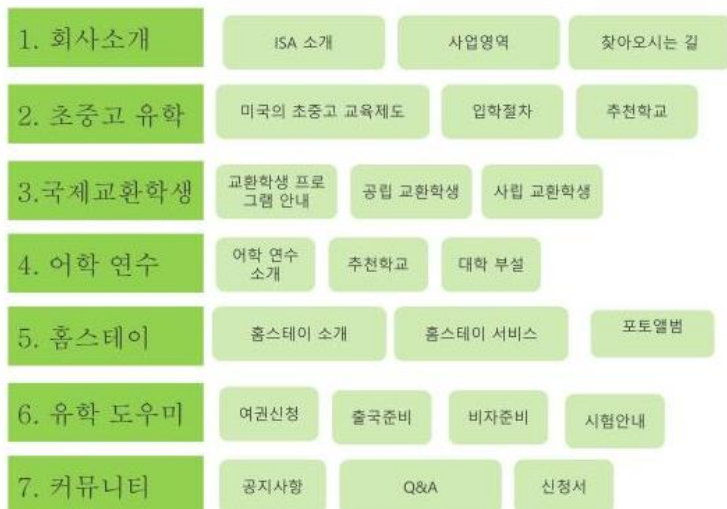 1. 회사소개
ISA 소개
사업영역
찾아오시는 길
2. 초중고 유학
미국의 초중고 교육제도
입학절차
추천학교
3.국제교환학생
교환학생 프로
그램 안내
공립 교환학생
사립 교환학생
4. 어학 연수
어학 연수
소개
추천학교
대학 부설
5. 홈스테이
홈스테이 소개
홈스테이 서비스
포토앨범
6. 유학 도우미
여권신청
출국준비
비자준비
시험안내
7. 커뮤니티
공지사항
Q&A
신청서